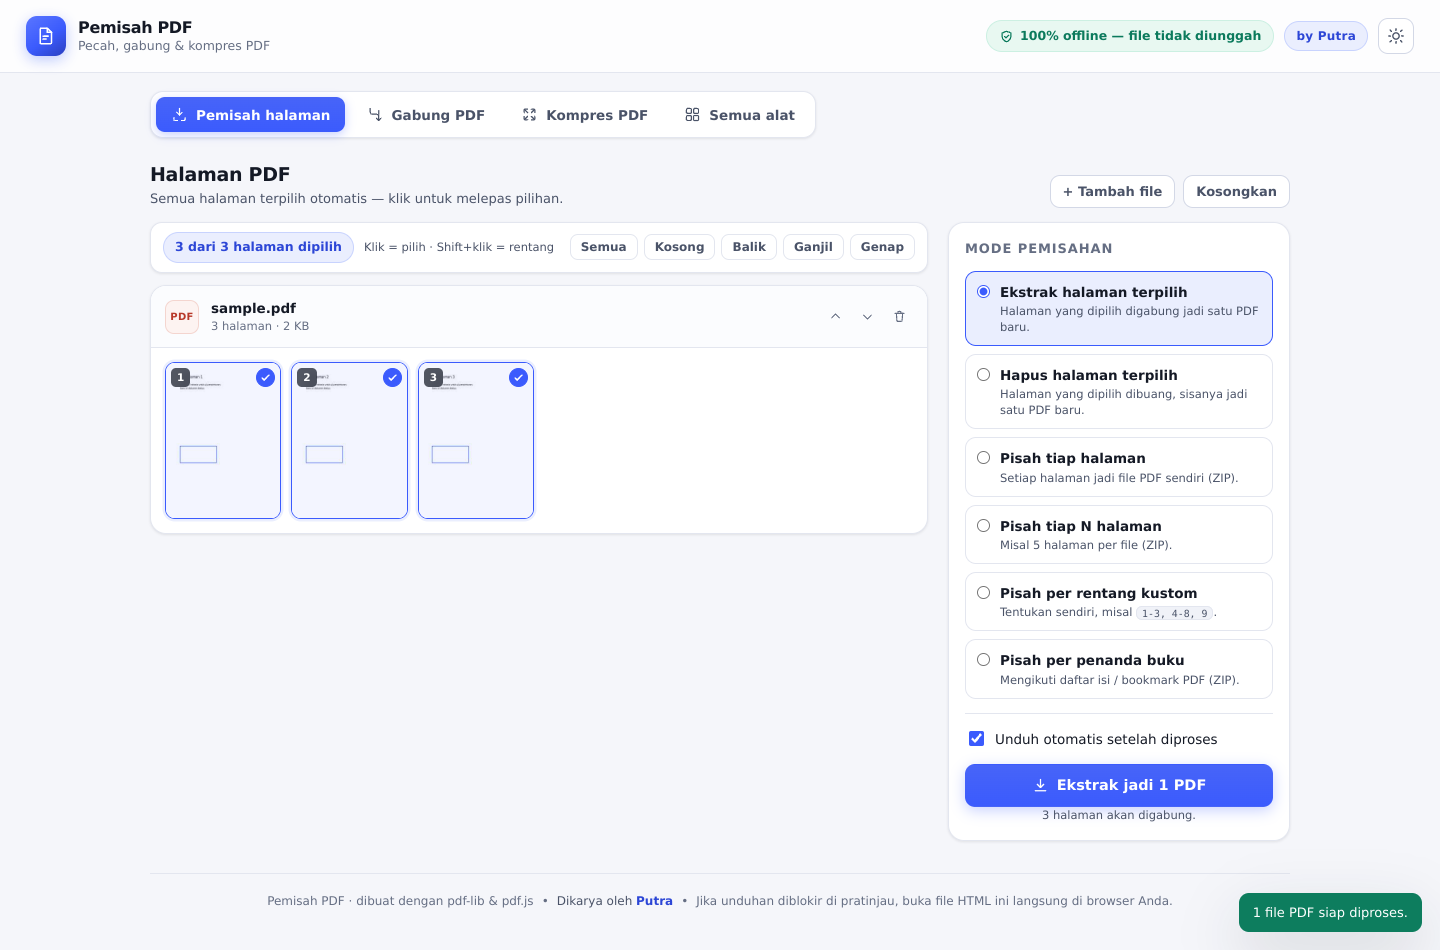 Pemisah PDF
Pecah, gabung & kompres PDF
100% offline — file tidak diunggah
by Putra
Pemisah halaman
Gabung PDF
Kompres PDF
Semua alat
Halaman PDF
Semua halaman terpilih otomatis — klik untuk melepas pilihan.
+ Tambah file
Kosongkan
3 dari 3 halaman dipilih
Klik = pilih · Shift+klik = rentang
Semua
Kosong
Balik
Ganjil
Genap
PDF
sample.pdf
3 halaman · 2 KB
1
2
3
MODE PEMISAHAN
Ekstrak halaman terpilih
Halaman yang dipilih digabung jadi satu PDF
baru.
Hapus halaman terpilih
Halaman yang dipilih dibuang, sisanya jadi
satu PDF baru.
Pisah tiap halaman
Setiap halaman jadi file PDF sendiri (ZIP).
Pisah tiap N halaman
Misal 5 halaman per file (ZIP).
Pisah per rentang kustom
Tentukan sendiri, misal 1-3, 4-8, 9.
Pisah per penanda buku
Mengikuti daftar isi / bookmark PDF (ZIP).
Unduh otomatis setelah diproses
Ekstrak jadi 1 PDF
3 halaman akan digabung.
Pemisah PDF · dibuat dengan pdf-lib & pdf.js • Dikarya oleh Putra • Jika unduhan diblokir di pratinjau, buka file HTML ini langsung di browser Anda.
1 file PDF siap diproses.